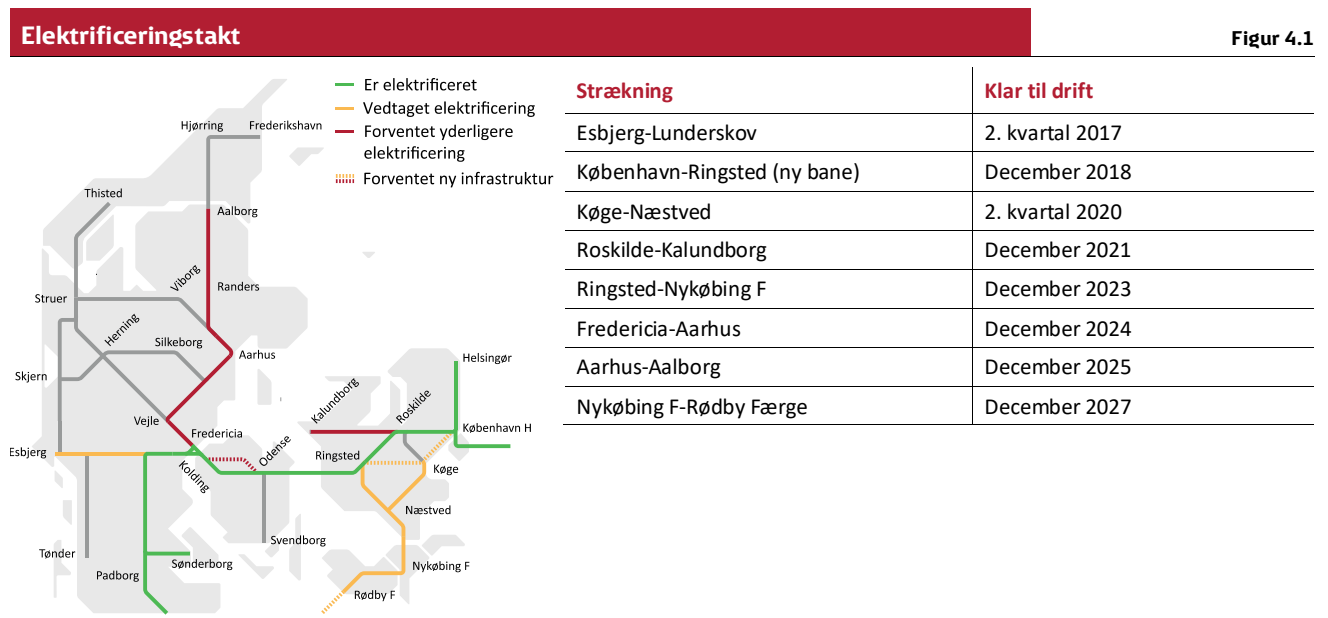 Elektrificeringstakt
Figur 4.1
Er elektrificeret
Vedtaget elektrificering
Forventet yderligere
elektrificering
Forventet ny infrastruktur
Hjørring
Frederikshavn
Thisted
Aalborg
Viborg
Randers
Struer
Herning
Silkeborg
Aarhus
Skjern
Vejle
Fredericia
Esbjerg
Kolding
Odense
Tønder
Padborg
Sønderborg
Svendborg
Helsingør
Kalundborg
Roskilde
København H
Ringsted
Køge
Næstved
Nykøbing F
Rødby F
Strækning
Klar til drift
Esbjerg-Lunderskov
2. kvartal 2017
København-Ringsted (ny bane)
December 2018
Køge-Næstved
2. kvartal 2020
Roskilde-Kalundborg
December 2021
Ringsted-Nykøbing F
December 2023
Fredericia-Aarhus
December 2024
Aarhus-Aalborg
December 2025
Nykøbing F-Rødby Færge
December 2027